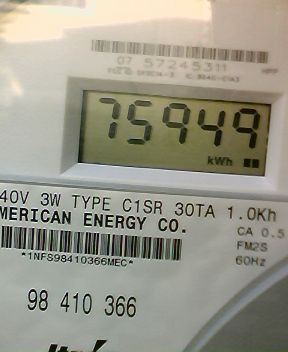 07 57245311
75949
kWh
40V 3W TYPE C1SR 30TA 1.0Kh
MERICAN ENERGY CO.
CA 0.5
FM2S
60Hz
*1NFS98410366MEC*
98 410 366